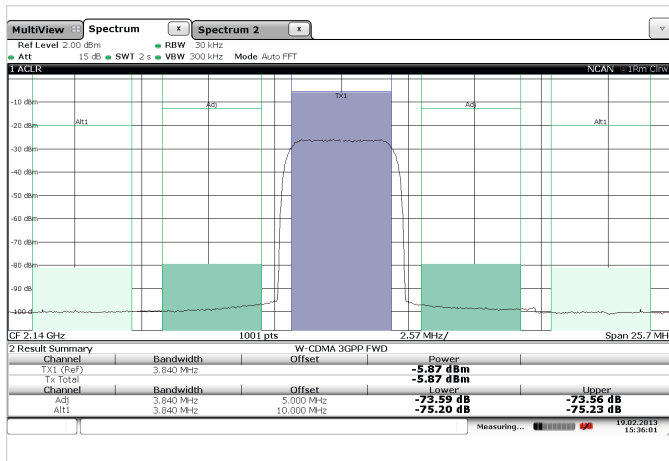 MultiView Spectrum x Spectrum 2 x
Ref Level 2.00 dBm RBW 30 kHz
Att 15 dB SWT 2 s VBW 300 kHz Mode Auto FFT
1 ACLR NCAN 1Rm Clrw
TX1
-10 dBm
Adj Adj
-20 dBm
Alt1 Alt1
-30 dBm
-40 dBm
-50 dBm
-60 dBm
-70 dBm
-80 dBm
-90 dBm
-100 d
CF 2.14 GHz 1001 pts 2.57 MHz/ Span 25.7 MH
2 Result Summary W-CDMA 3GPP FWD
Channel Bandwidth Offset Power
TX1 (Ref) 3.840 MHz -5.87 dBm
Tx Total -5.87 dBm
Channel Bandwidth Offset Lower Upper
Adj 3.840 MHz 5.000 MHz -73.59 dB -73.56 dB
Alt1 3.840 MHz 10.000 MHz -75.20 dB -75.23 dB
Measuring... 19.02.2013
15:36:01